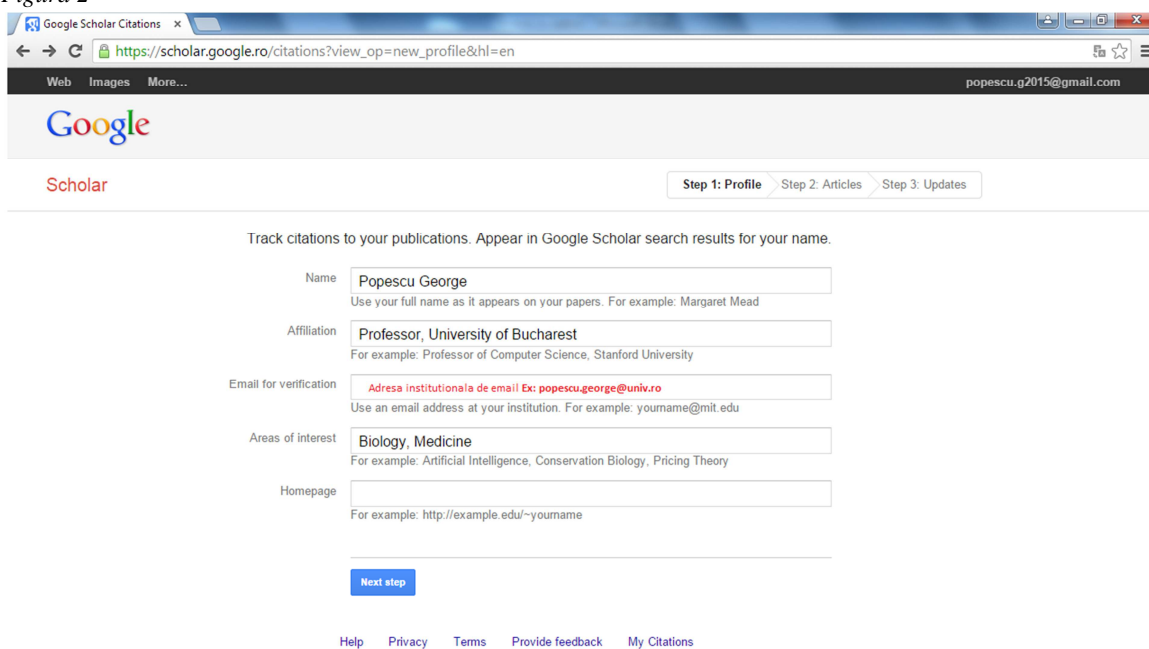 Figura 2
Google Scholar Citations
https://scholar.google.ro/citations?view_op=new_profile&hl=en
Web Images More... popescu.g2015@gmail.com
Google
Scholar Step 1: Profile Step 2: Articles Step 3: Updates
Track citations to your publications. Appear in Google Scholar search results for your name.
Name Popescu George
Use your full name as it appears on your papers. For example: Margaret Mead
Affiliation Professor, University of Bucharest
For example: Professor of Computer Science, Stanford University
Email for verification Adresa institutionala de email Ex: popescu.george@univ.ro
Use an email address at your institution. For example: yourname@mit.edu
Areas of interest Biology, Medicine
For example: Artificial Intelligence, Conservation Biology, Pricing Theory
Homepage
For example: http://example.edu/~yourname
Next step
Help Privacy Terms Provide feedback My Citations